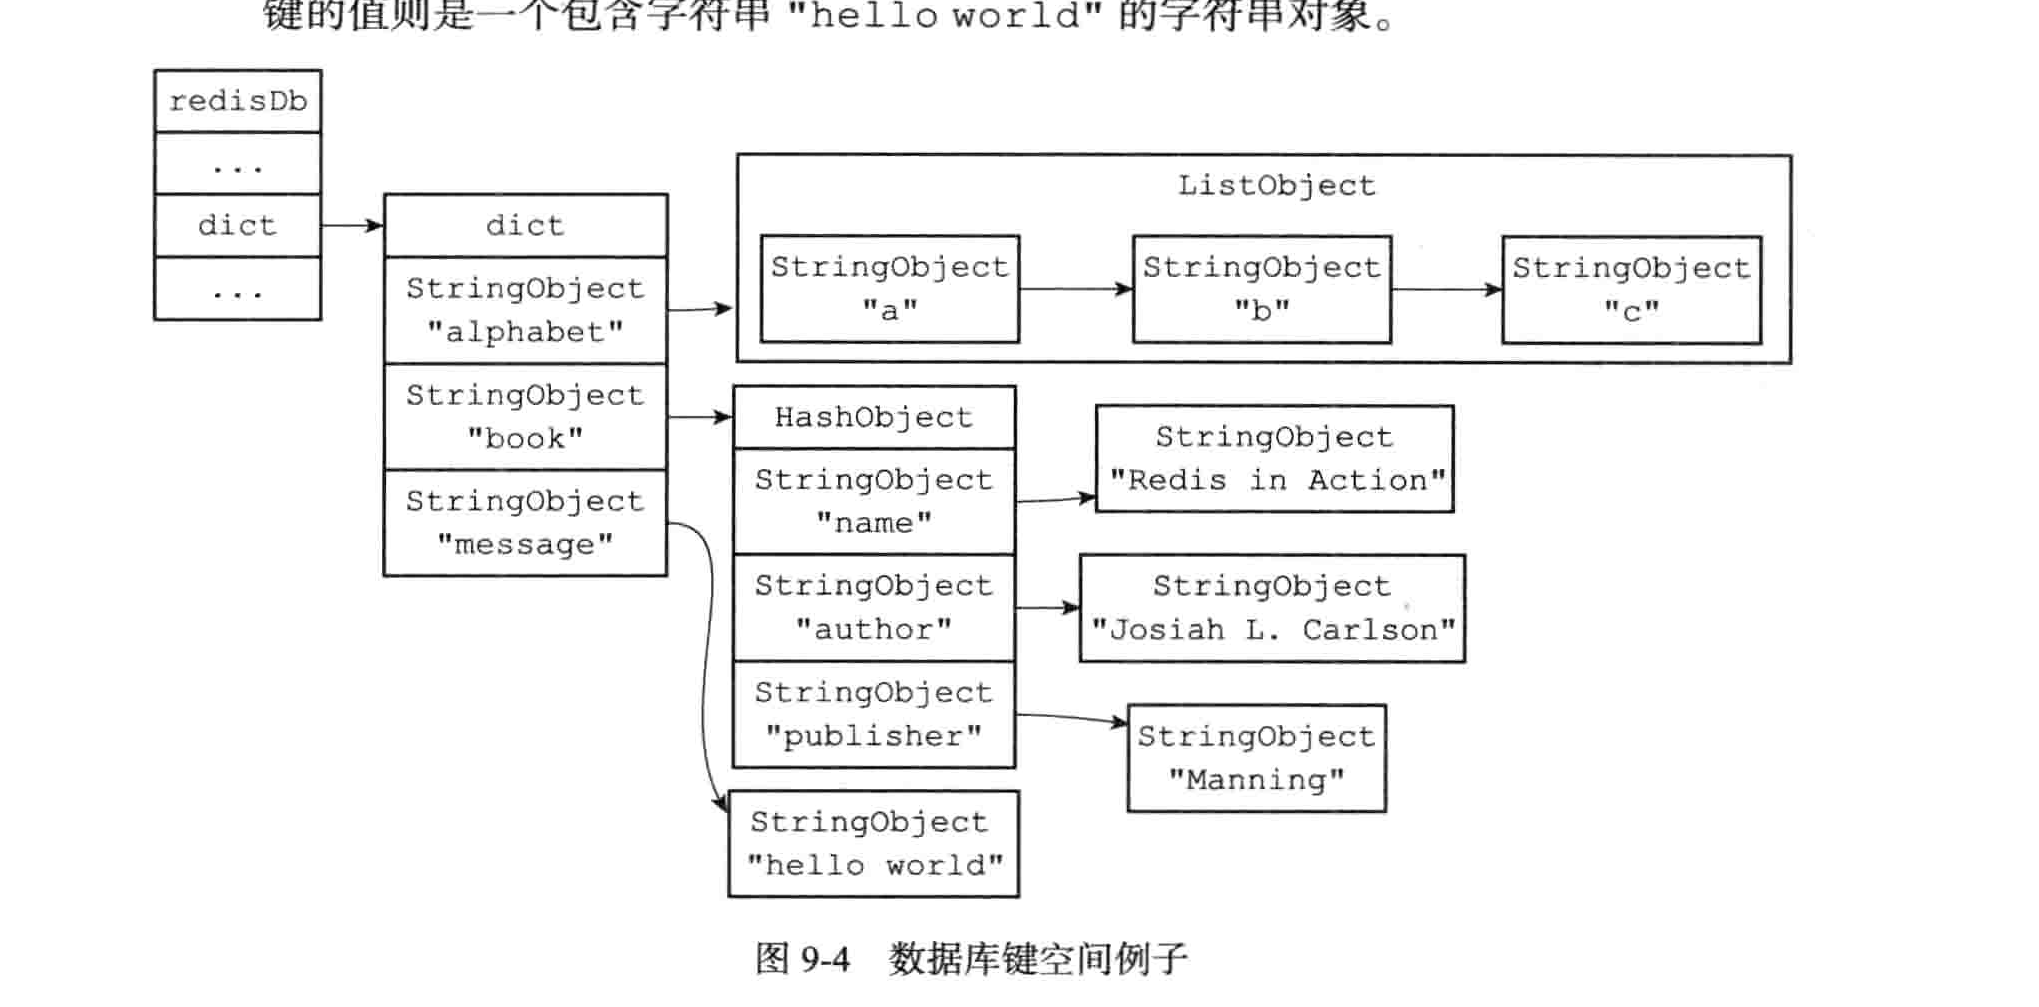 键的值则是一个包含字符串 "hello world" 的字符串对象。
redisDb
...
dict
...
dict
StringObject
"alphabet"
StringObject
"book"
StringObject
"message"
ListObject
StringObject
"a"
StringObject
"b"
StringObject
"c"
HashObject
StringObject
"name"
StringObject
"author"
StringObject
"publisher"
StringObject
"Redis in Action"
StringObject
"Josiah L. Carlson"
StringObject
"Manning"
StringObject
"hello world"
图 9-4 数据库键空间例子